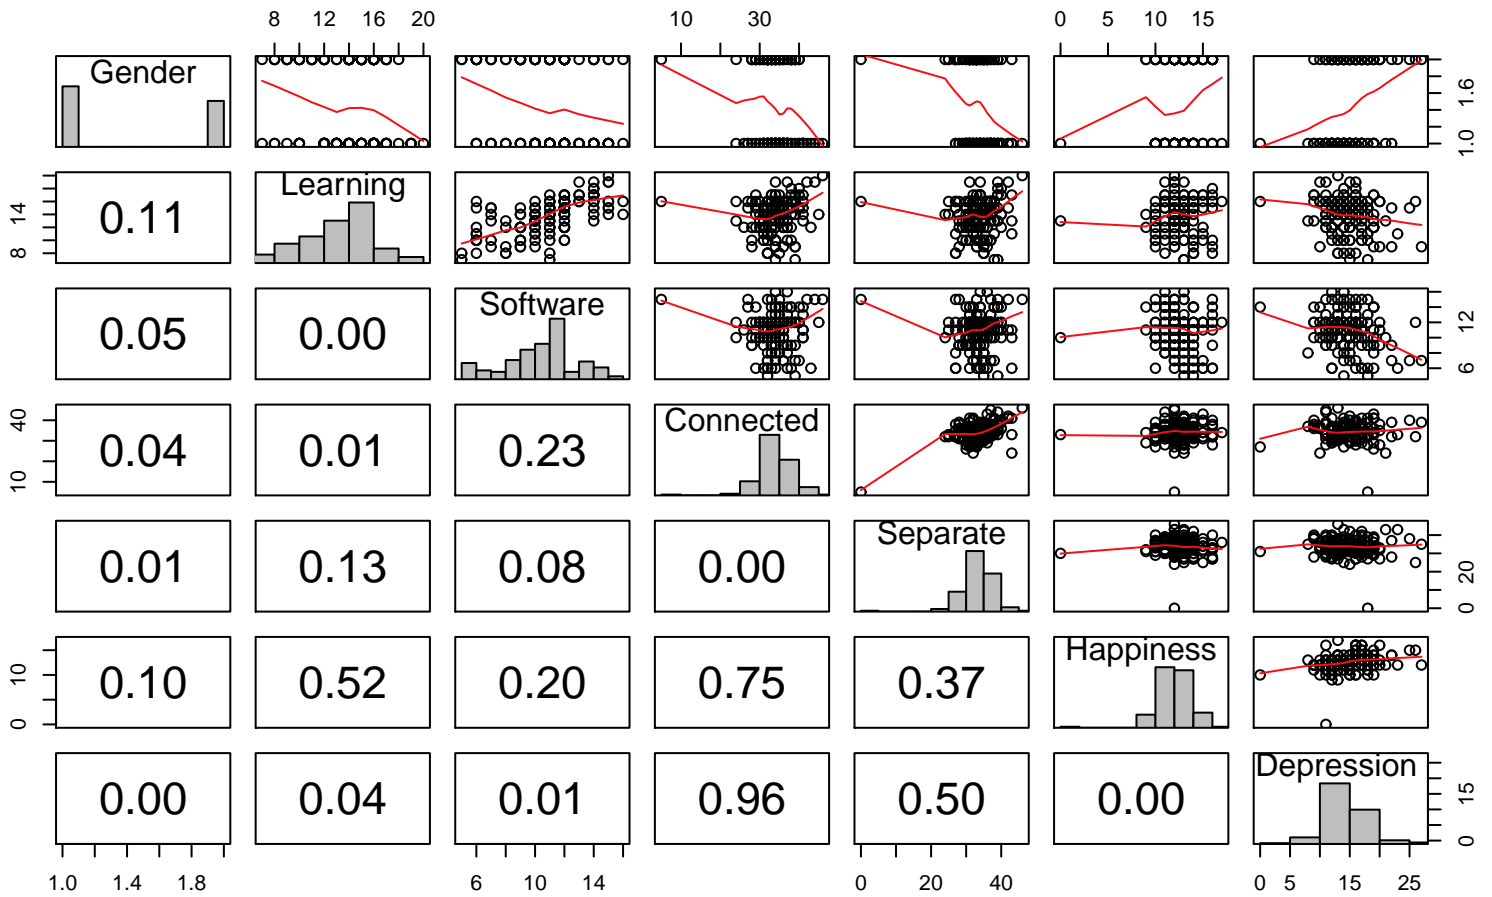 8 12 16 20 10 30 0 5 10 15
Gender
1.0 1.6
0.11 Learning
8 14
0.05 0.00 Software
6 12
0.04 0.01 0.23 Connected
10 40
0.01 0.13 0.08 0.00 Separate
0 20
0.10 0.52 0.20 0.75 0.37 Happiness
0 10
0.00 0.04 0.01 0.96 0.50 0.00 Depression
0 15
1.0 1.4 1.8 6 10 14 0 20 40 0 5 15 25